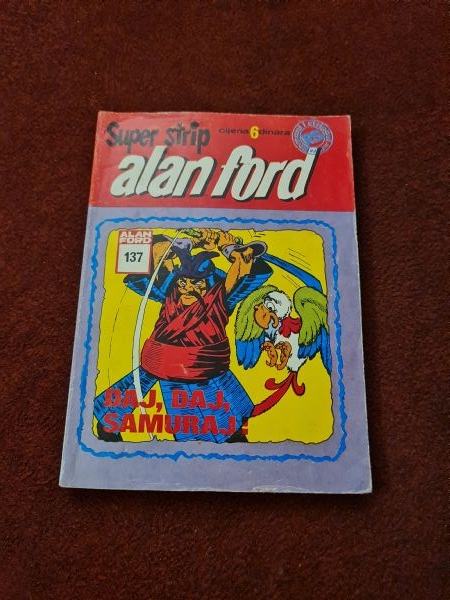 Super strip
cijena 6 dinara
alan ford
ALAN
FORD
137
DAJ, DAJ,
SAMURAJ!